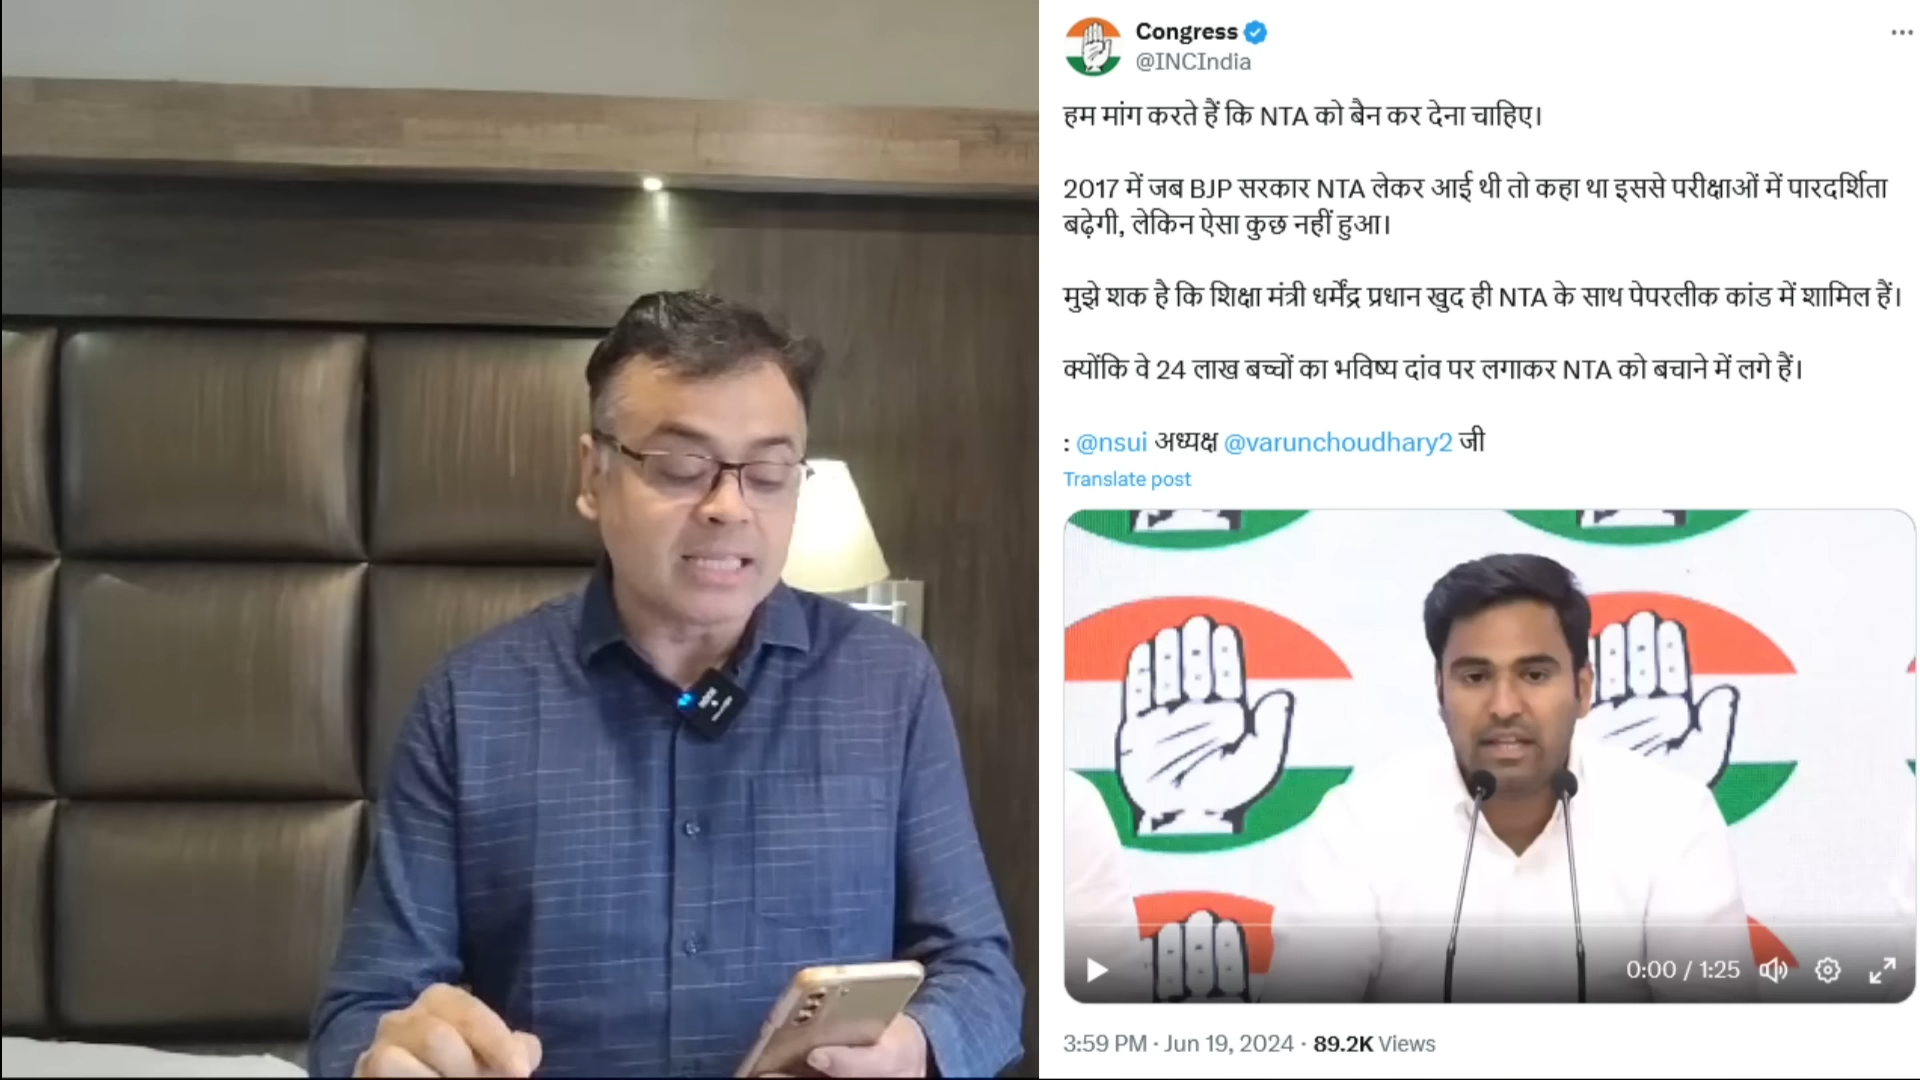 Congress
@INCIndia
हम मांग करते हैं कि NTA को बैन कर देना चाहिए।
2017 में जब BJP सरकार NTA लेकर आई थी तो कहा था इससे परीक्षाओं में पारदर्शिता
बढ़ेगी, लेकिन ऐसा कुछ नहीं हुआ।
मुझे शक है कि शिक्षा मंत्री धर्मेंद्र प्रधान खुद ही NTA के साथ पेपरलीक कांड में शामिल हैं।
क्योंकि वे 24 लाख बच्चों का भविष्य दांव पर लगाकर NTA को बचाने में लगे हैं।
: @nsui अध्यक्ष @varunchoudhary2 जी
Translate post
0:00 / 1:25
3:59 PM · Jun 19, 2024 · 89.2K Views